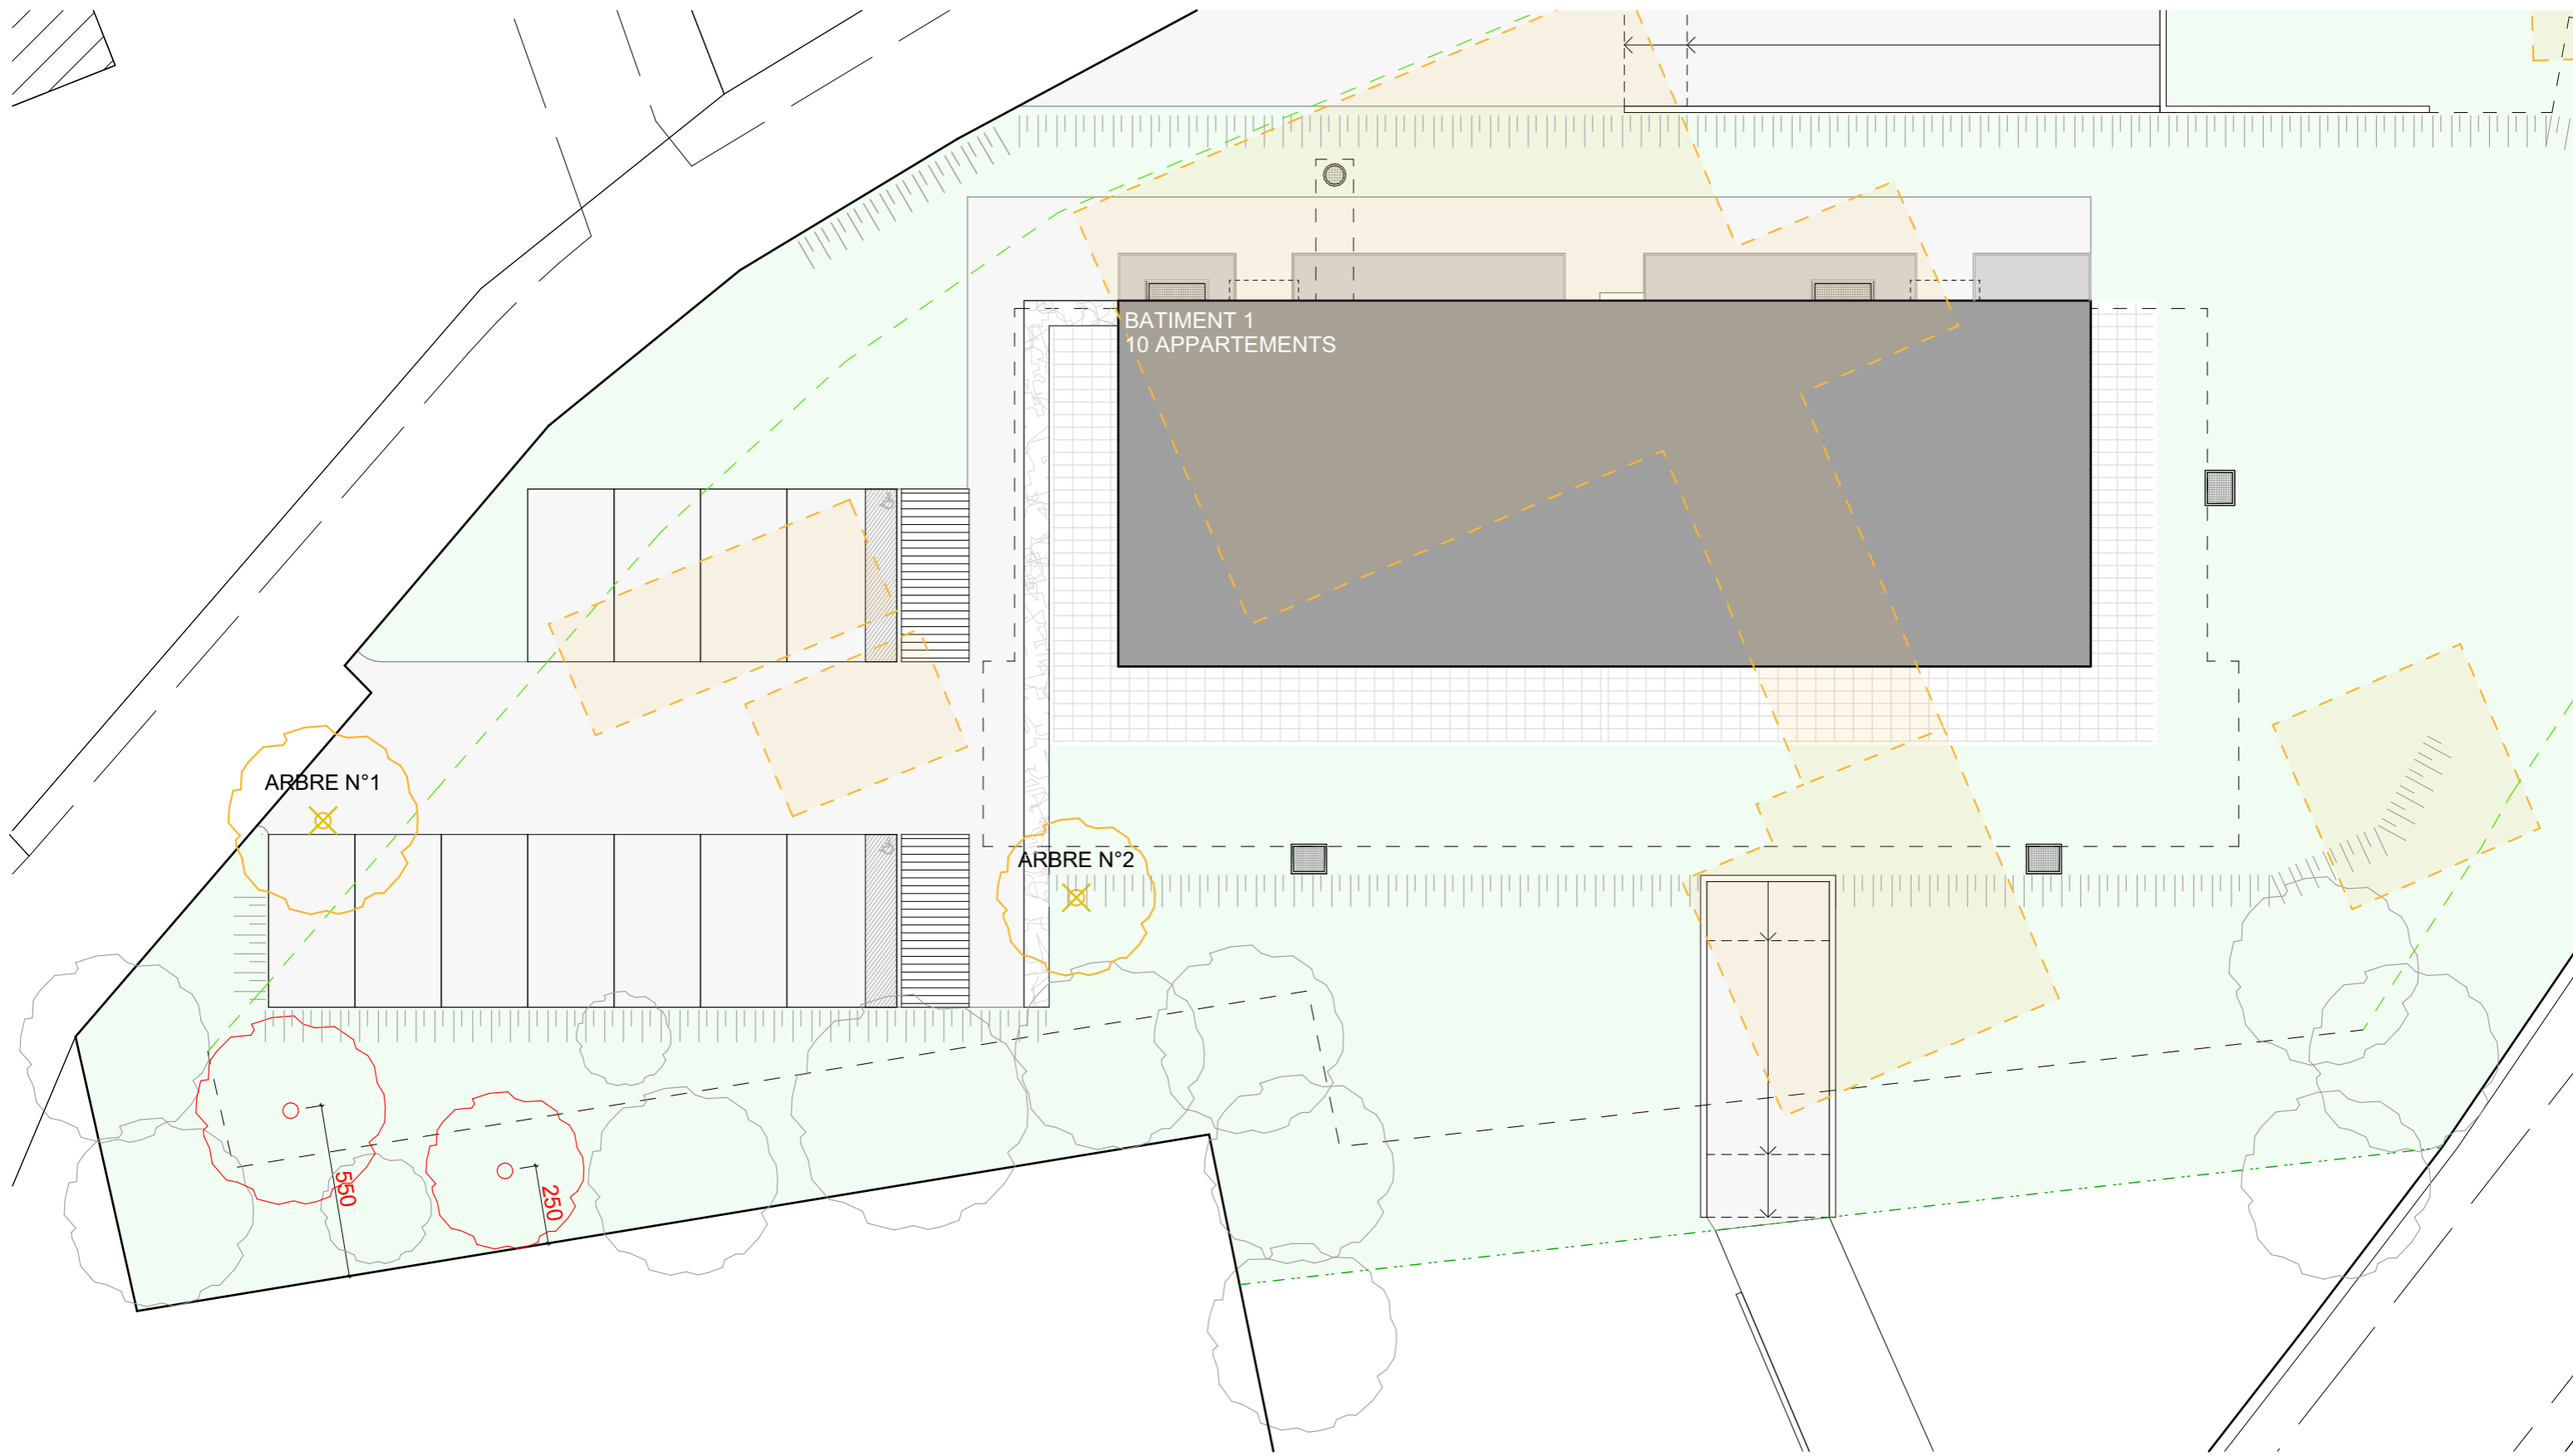 BATIMENT 1
10 APPARTEMENTS
ARBRE N°1
ARBRE N°2
550
250